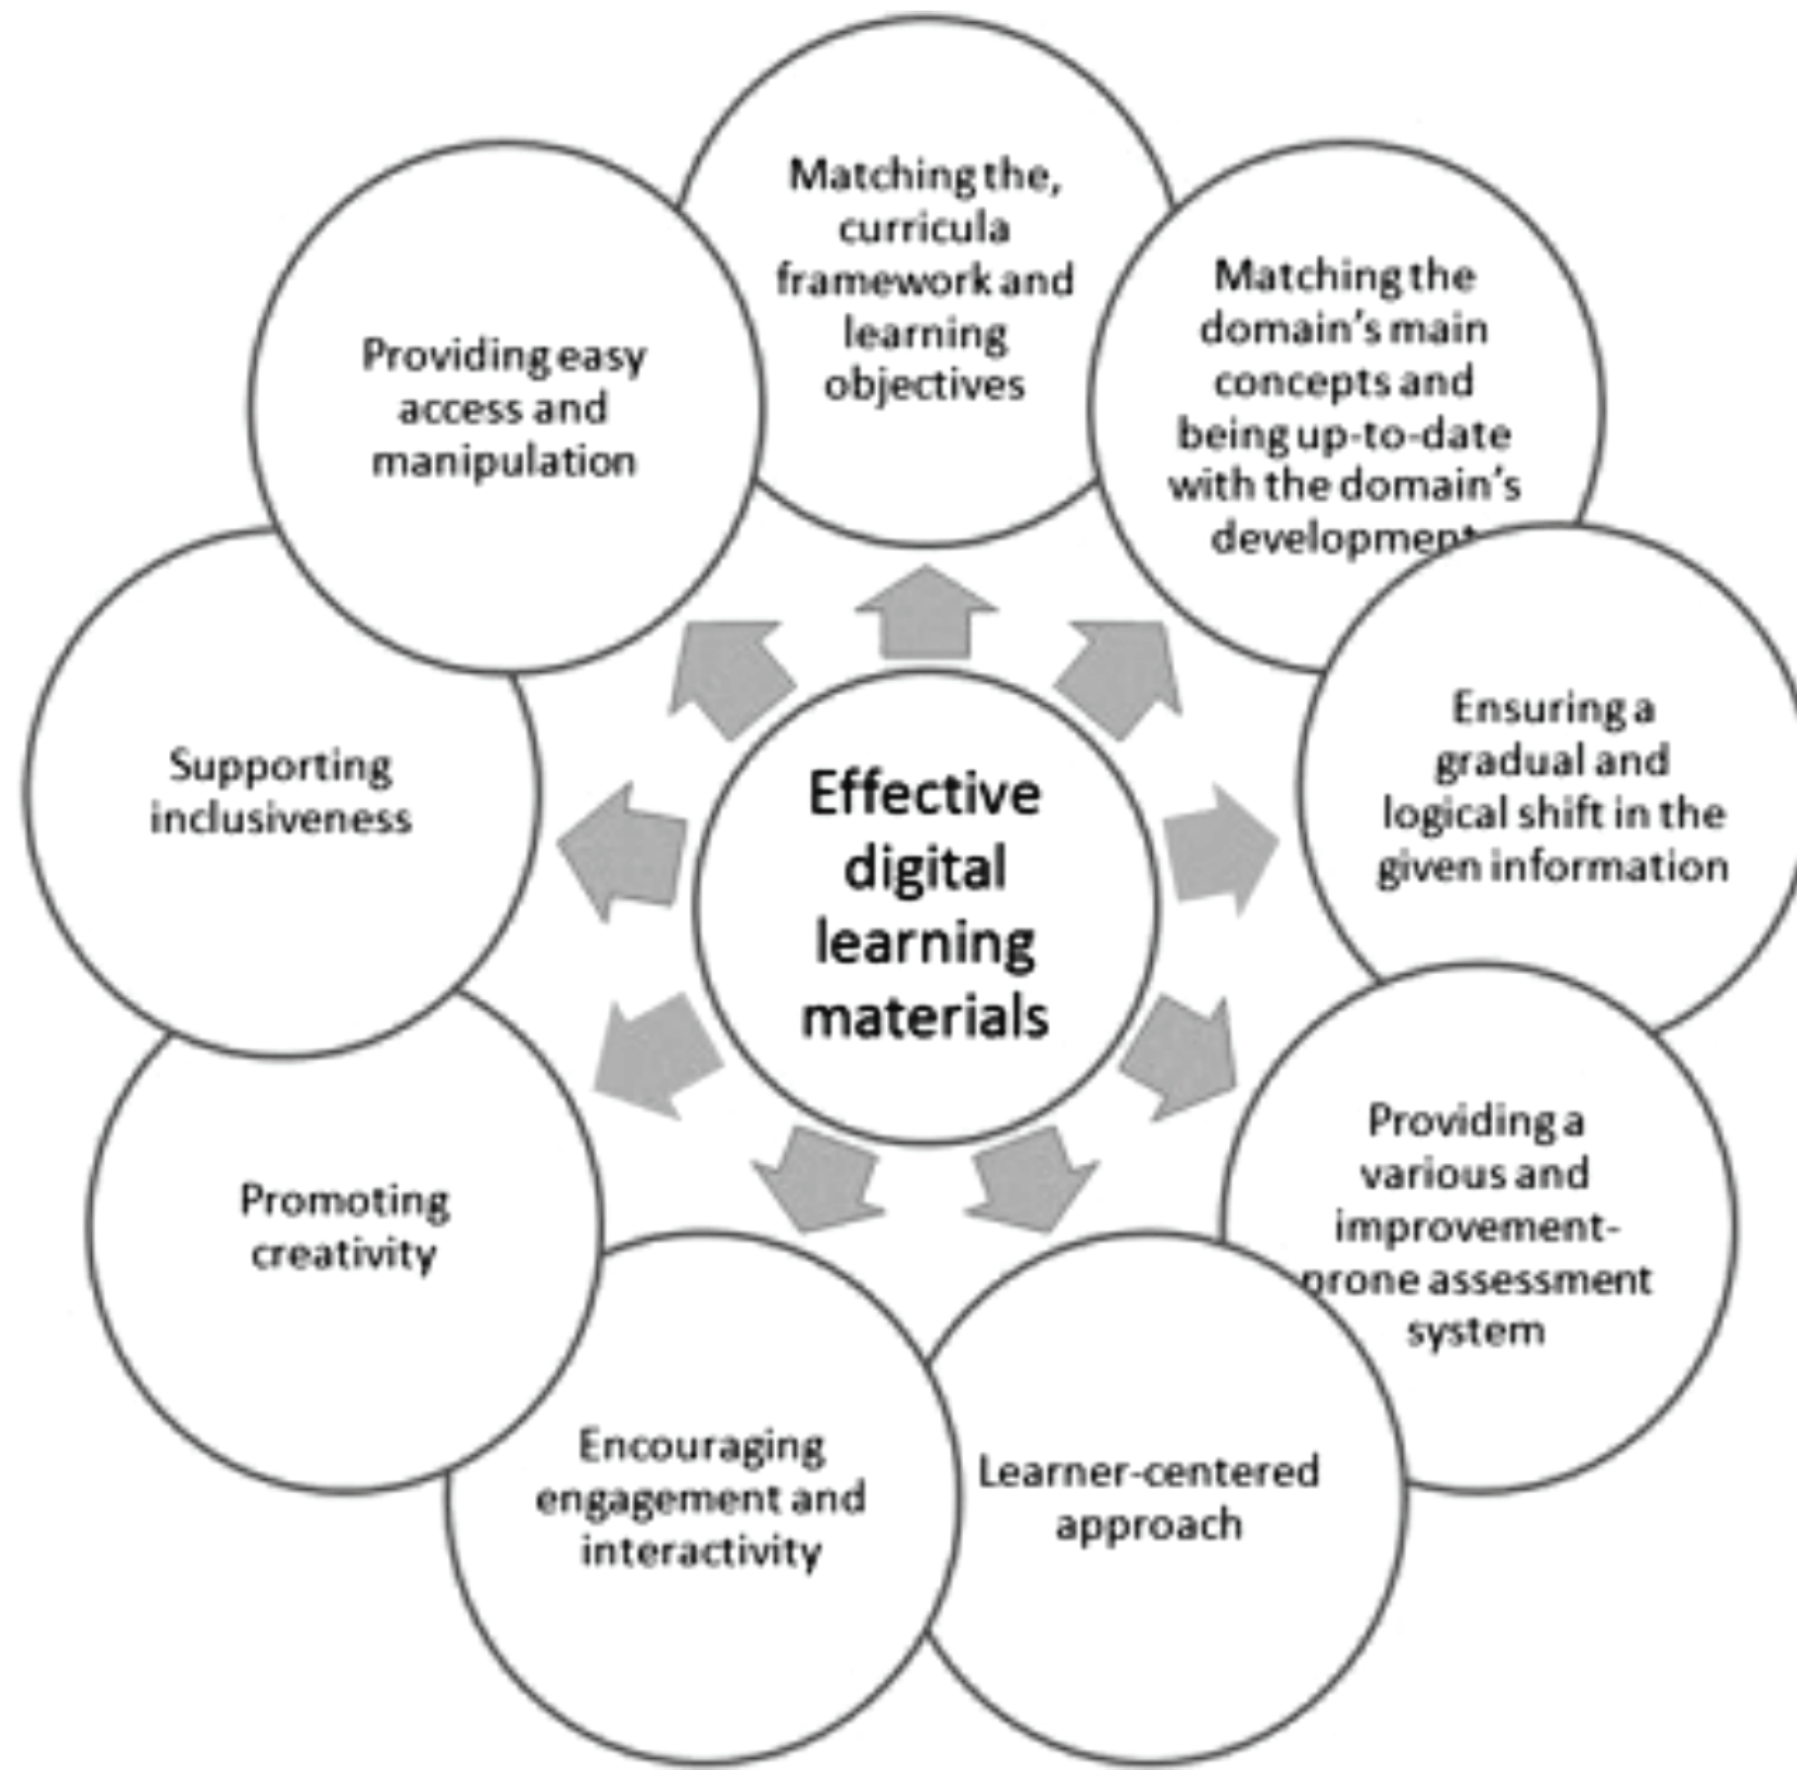 Matching the,
curricula
framework and
learning
objectives
Matching the
domain's main
concepts and
being up-to-date
with the domain's
development
Ensuring a
gradual and
logical shift in the
given information
Providing a
various and
improvement-
prone assessment
system
Learner-centered
approach
Encouraging
engagement and
interactivity
Promoting
creativity
Supporting
inclusiveness
Providing easy
access and
manipulation
Effective
digital
learning
materials